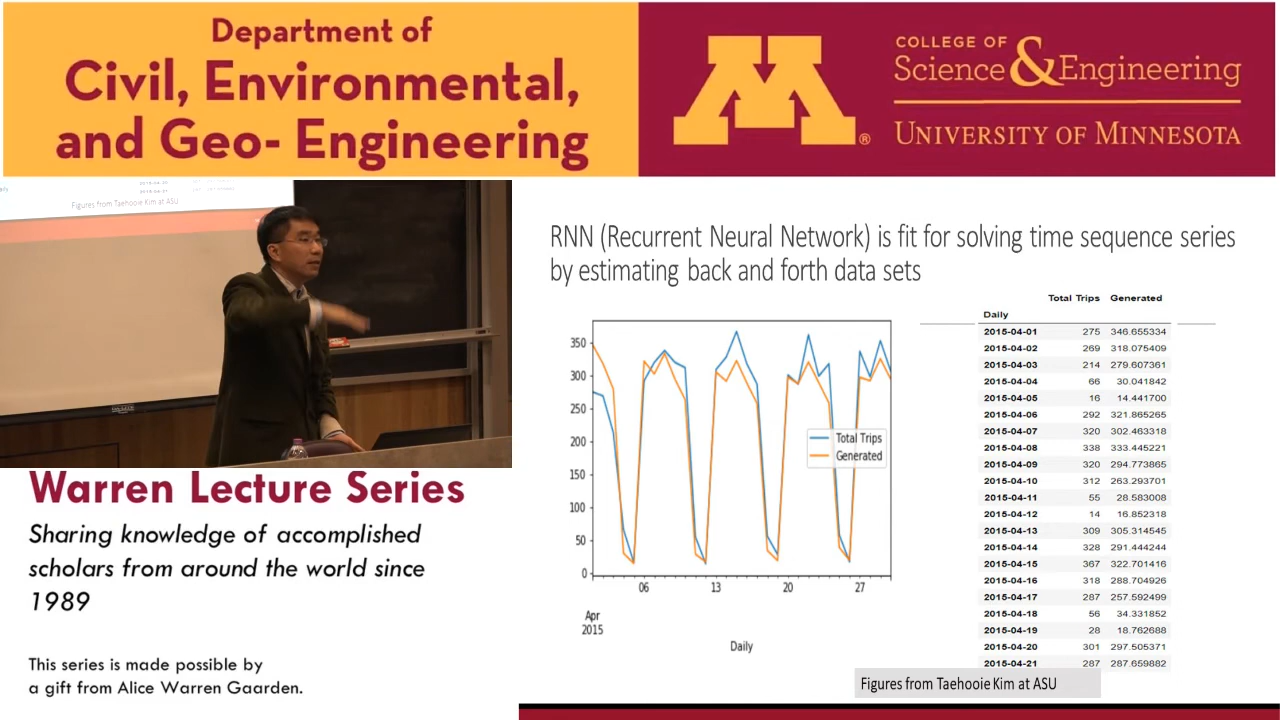 Department of
Civil, Environmental,
and Geo- Engineering
COLLEGE OF
Science & Engineering
UNIVERSITY OF MINNESOTA
M®
Figures from Taehooie Kim at ASU
Warren Lecture Series
Sharing knowledge of accomplished
scholars from around the world since
1989
This series is made possible by
a gift from Alice Warren Gaarden.
RNN (Recurrent Neural Network) is fit for solving time sequence series
by estimating back and forth data sets
350
300
250
200
150
100
50
0
Total Trips
Generated
06 13 20 27
Apr
2015
Daily
Total Trips Generated
Daily
2015-04-01 275 346.655334
2015-04-02 269 318.075409
2015-04-03 214 279.607361
2015-04-04 66 30.041842
2015-04-05 16 14.441700
2015-04-06 292 321.865265
2015-04-07 320 302.463318
2015-04-08 338 333.445221
2015-04-09 320 294.773865
2015-04-10 312 263.293701
2015-04-11 55 28.583008
2015-04-12 14 16.852318
2015-04-13 309 305.314545
2015-04-14 328 291.444244
2015-04-15 367 322.701416
2015-04-16 318 288.704926
2015-04-17 287 257.592499
2015-04-18 56 34.331852
2015-04-19 28 18.762688
2015-04-20 301 297.505371
2015-04-21 287 287.659882
Figures from Taehooie Kim at ASU